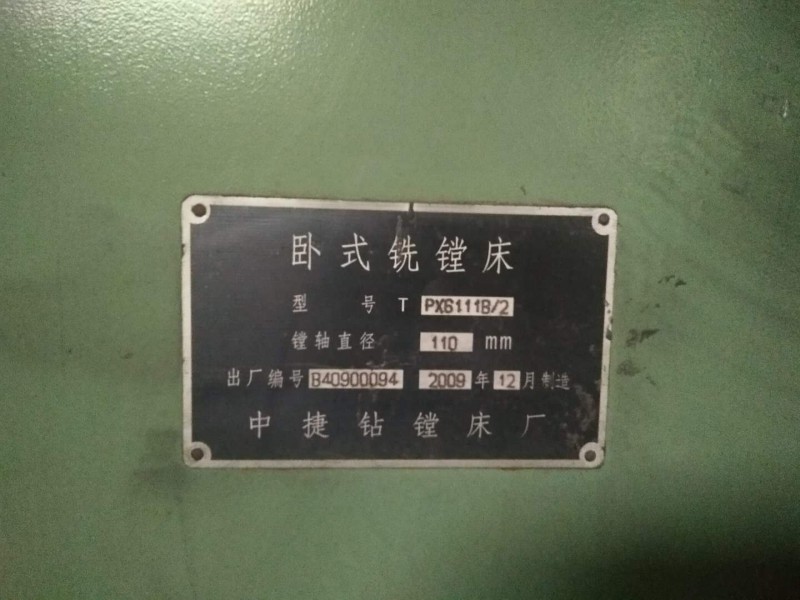 卧式铣镗床
型 号 T PX6111B/2
镗轴直径 110 mm
出厂编号 B40900094 2009 年 12 月制造
中捷钻镗床厂